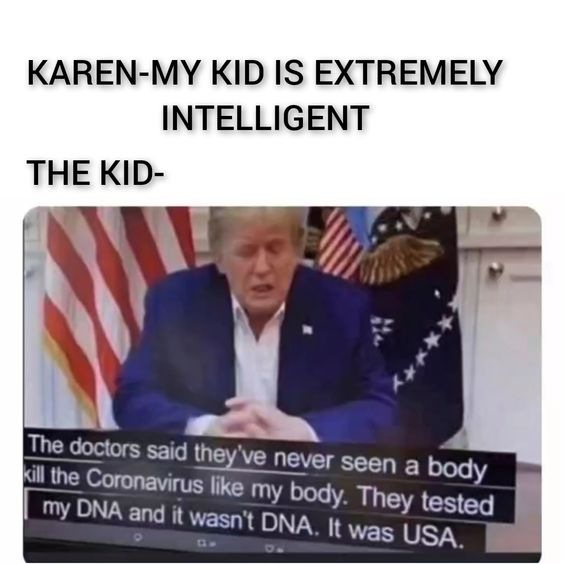 KAREN-MY KID IS EXTREMELY
INTELLIGENT
THE KID-
The doctors said they've never seen a body
kill the Coronavirus like my body. They tested
my DNA and it wasn't DNA. It was USA.